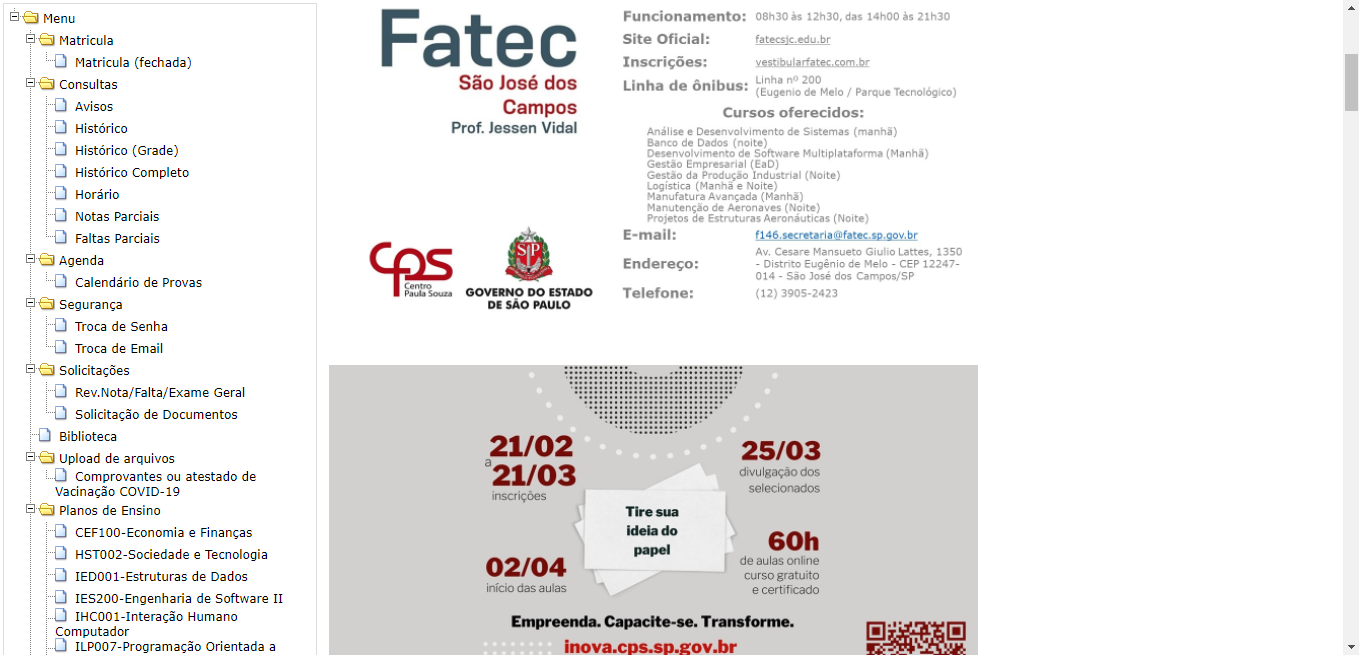 Menu
Matricula
Matricula (fechada)
Consultas
Avisos
Histórico
Histórico (Grade)
Histórico Completo
Horário
Notas Parciais
Faltas Parciais
Agenda
Calendário de Provas
Segurança
Troca de Senha
Troca de Email
Solicitações
Rev.Nota/Falta/Exame Geral
Solicitação de Documentos
Biblioteca
Upload de arquivos
Comprovantes ou atestado de
Vacinação COVID-19
Planos de Ensino
CEF100-Economia e Finanças
HST002-Sociedade e Tecnologia
IED001-Estruturas de Dados
IES200-Engenharia de Software II
IHC001-Interação Humano
Computador
ILP007-Programação Orientada a
Fatec
São José dos
Campos
Prof. Jessen Vidal
CPS
Centro
Paula Souza
SP
GOVERNO DO ESTADO
DE SÃO PAULO
Funcionamento: 08h30 às 12h30, das 14h00 às 21h30
Site Oficial: fatecsjc.edu.br
Inscrições: vestibularfatec.com.br
Linha de ônibus: Linha nº 200
(Eugenio de Melo / Parque Tecnológico)
Cursos oferecidos:
Análise e Desenvolvimento de Sistemas (manhã)
Banco de Dados (noite)
Desenvolvimento de Software Multiplataforma (Manhã)
Gestão Empresarial (EaD)
Gestão da Produção Industrial (Noite)
Logística (Manhã e Noite)
Manufatura Avançada (Manhã)
Manutenção de Aeronaves (Noite)
Projetos de Estruturas Aeronáuticas (Noite)
E-mail: f146.secretaria@fatec.sp.gov.br
Endereço: Av. Cesare Mansueto Giulio Lattes, 1350
- Distrito Eugênio de Melo - CEP 12247-
014 - São José dos Campos/SP
Telefone: (12) 3905-2423
21/02
a
21/03
inscrições
02/04
início das aulas
Tire sua
ideia do
papel
25/03
divulgação dos
selecionados
60h
de aulas online
curso gratuito
e certificado
Empreenda. Capacite-se. Transforme.
inova.cps.sp.gov.br